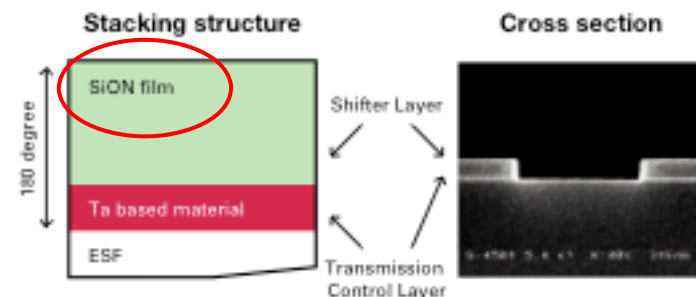 Stacking structure
Cross section
SiON film
180 degree
Shifter Layer
Ta based material
ESF
Transmission
Control Layer